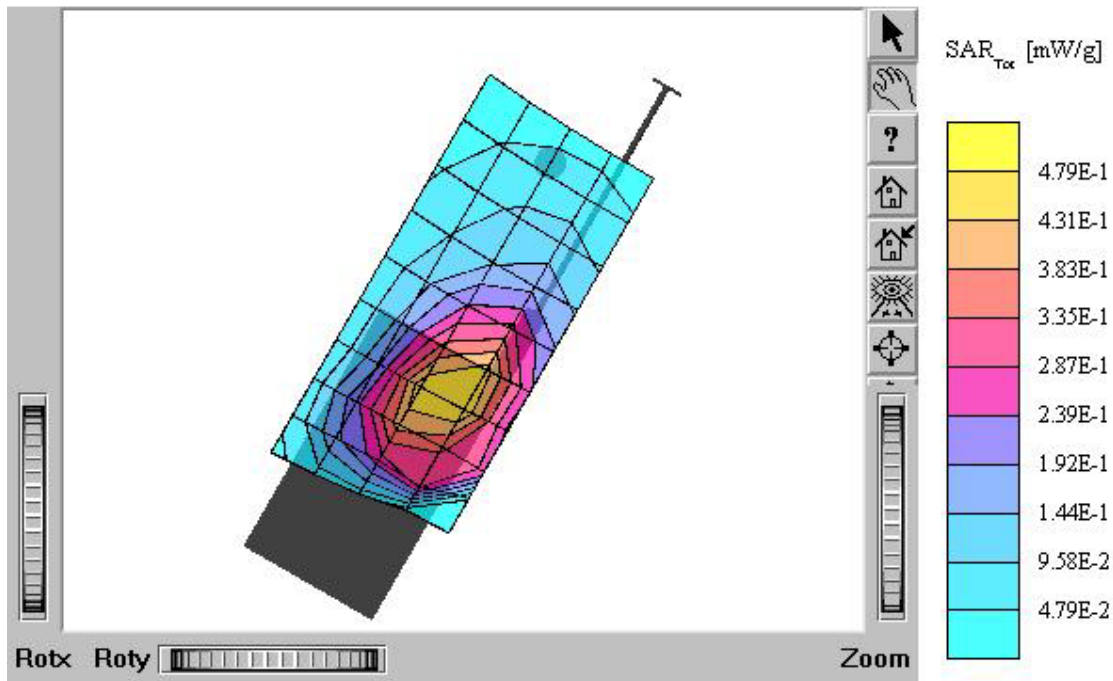 SAR_Tot [mW/g]
?
4.79E-1
4.31E-1
3.83E-1
3.35E-1
2.87E-1
2.39E-1
1.92E-1
1.44E-1
9.58E-2
4.79E-2
Rotx Roty Zoom